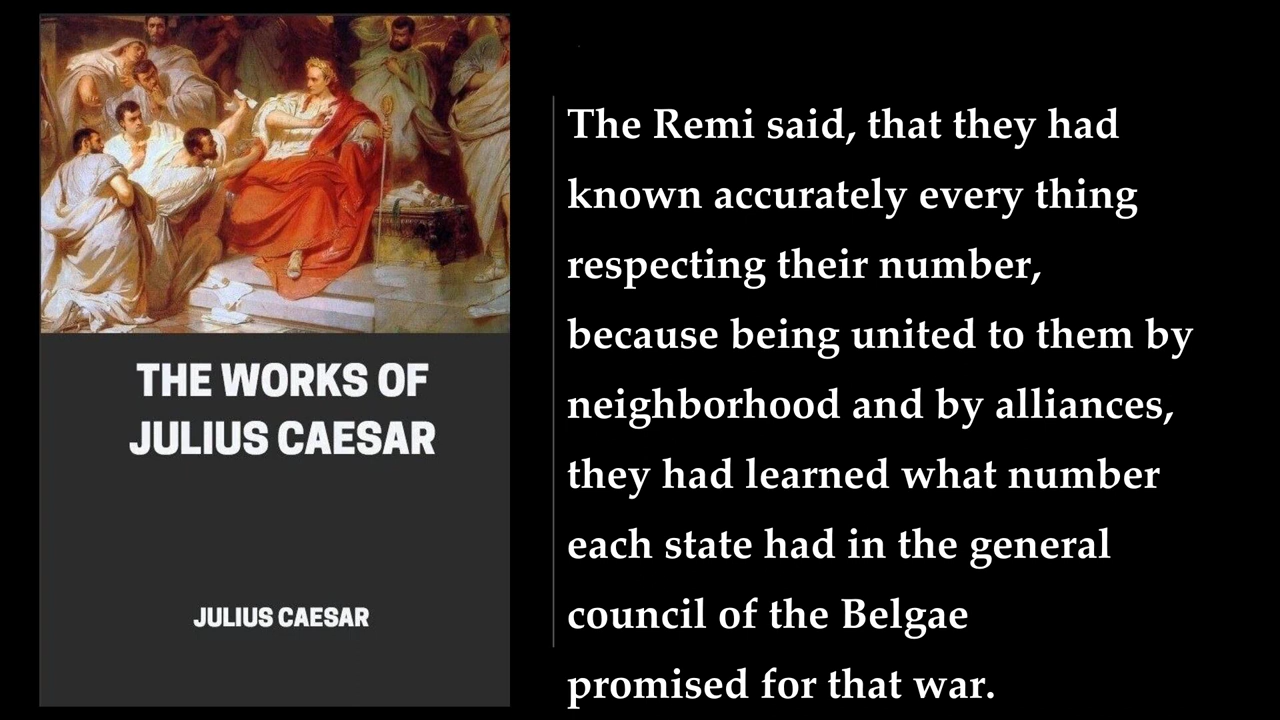 THE WORKS OF
JULIUS CAESAR
JULIUS CAESAR
The Remi said, that they had
known accurately every thing
respecting their number,
because being united to them by
neighborhood and by alliances,
they had learned what number
each state had in the general
council of the Belgae
promised for that war.